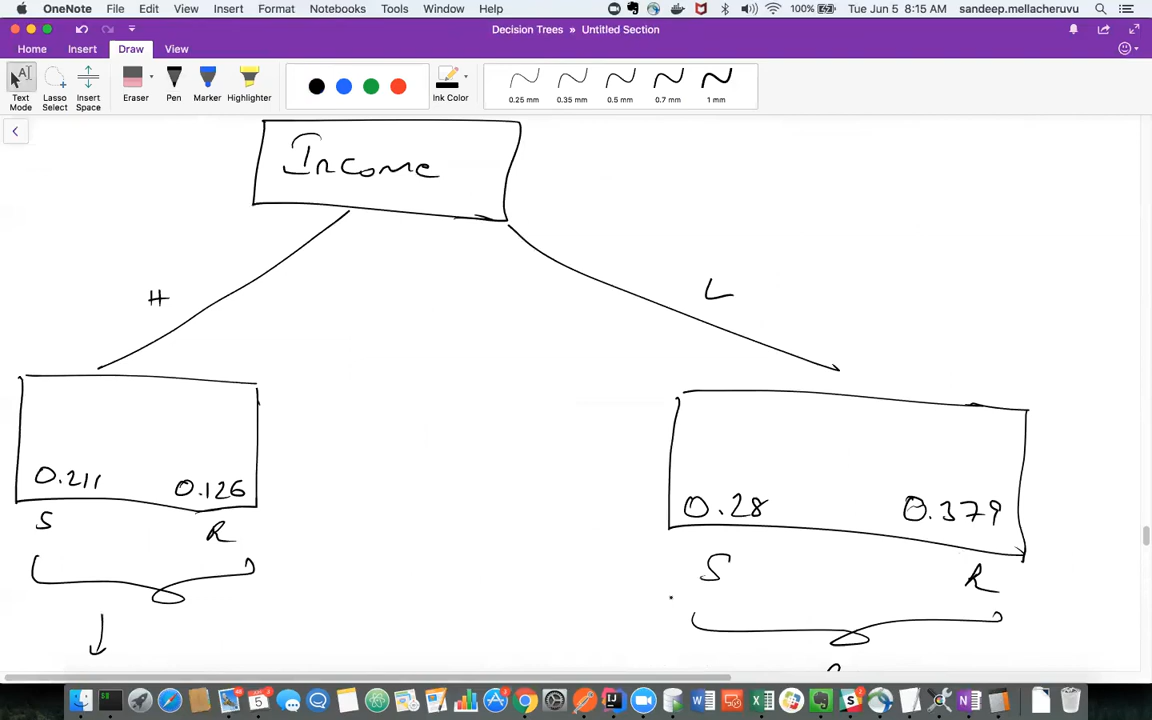 OneNote File Edit View Insert Format Notebooks Tools Window Help 100% Tue Jun 5 8:15 AM sandeep.mellacheruvu
Decision Trees » Untitled Section
Home Insert Draw View
Text Mode
Lasso Select
Insert Space
Eraser
Pen
Marker
Highlighter
Ink Color
0.25 mm 0.35 mm 0.5 mm 0.7 mm 1 mm
Income
H
L
0.211 0.126
S R
0.28 0.379
S R